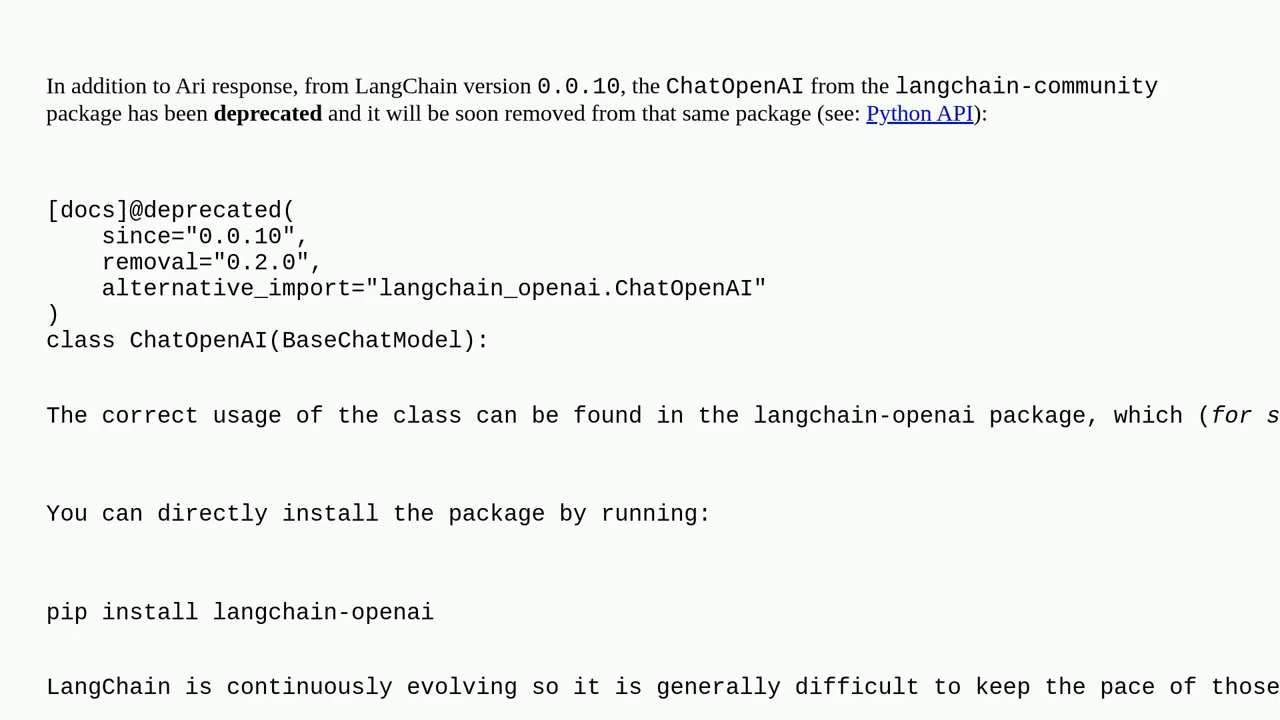 In addition to Ari response, from LangChain version 0.0.10, the ChatOpenAI from the langchain-community
package has been deprecated and it will be soon removed from that same package (see: Python API):
[docs]@deprecated(
    since="0.0.10",
    removal="0.2.0",
    alternative_import="langchain_openai.ChatOpenAI"
)
class ChatOpenAI(BaseChatModel):
The correct usage of the class can be found in the langchain-openai package, which (for s
You can directly install the package by running:
pip install langchain-openai
LangChain is continuously evolving so it is generally difficult to keep the pace of those